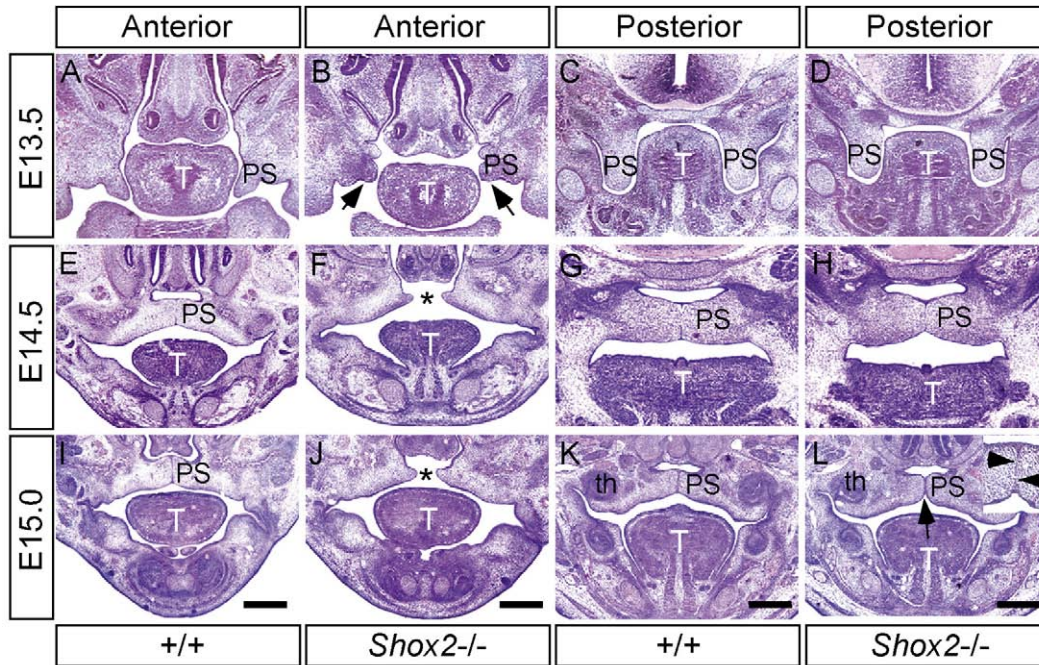 Anterior Anterior Posterior Posterior
E13.5 A B C D
PS PS PS PS PS PS
T T T T
E14.5 E F G H
PS * PS PS
T T T T
E15.0 I J K L
PS * th PS th PS
T T T T
+/+ Shox2-/- +/+ Shox2-/-